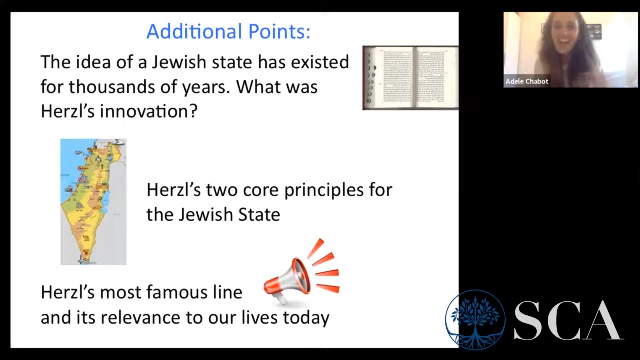 Additional Points:
The idea of a Jewish state has existed
for thousands of years. What was
Herzl's innovation?
Adele Chabot
Herzl's two core principles for
the Jewish State
Herzl's most famous line
and its relevance to our lives today
SCA